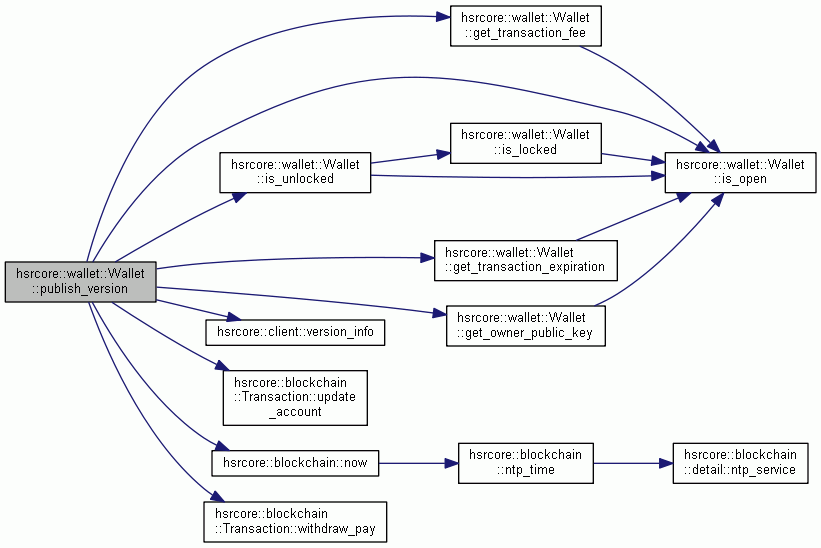 hsrcore::wallet::Wallet
::get_transaction_fee
hsrcore::wallet::Wallet
::is_locked
hsrcore::wallet::Wallet
::is_unlocked
hsrcore::wallet::Wallet
::is_open
hsrcore::wallet::Wallet
::get_transaction_expiration
hsrcore::wallet::Wallet
::publish_version
hsrcore::wallet::Wallet
::get_owner_public_key
hsrcore::client::version_info
hsrcore::blockchain
::Transaction::update
_account
hsrcore::blockchain::now
hsrcore::blockchain
::ntp_time
hsrcore::blockchain
::detail::ntp_service
hsrcore::blockchain
::Transaction::withdraw_pay